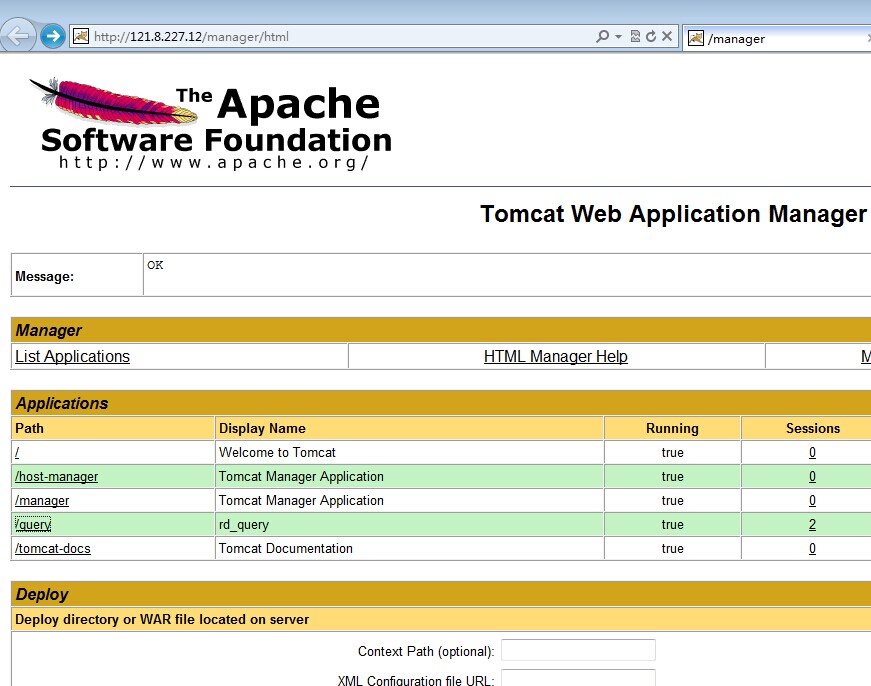 http://121.8.227.12/manager/html
/manager
The Apache
Software Foundation
http://www.apache.org/
Tomcat Web Application Manager
Message:
OK
Manager
List Applications
HTML Manager Help
M
Applications
Path Display Name Running Sessions
/ Welcome to Tomcat true 0
/host-manager Tomcat Manager Application true 0
/manager Tomcat Manager Application true 0
/query rd_query true 2
/tomcat-docs Tomcat Documentation true 0
Deploy
Deploy directory or WAR file located on server
Context Path (optional):
XML Configuration file URL: